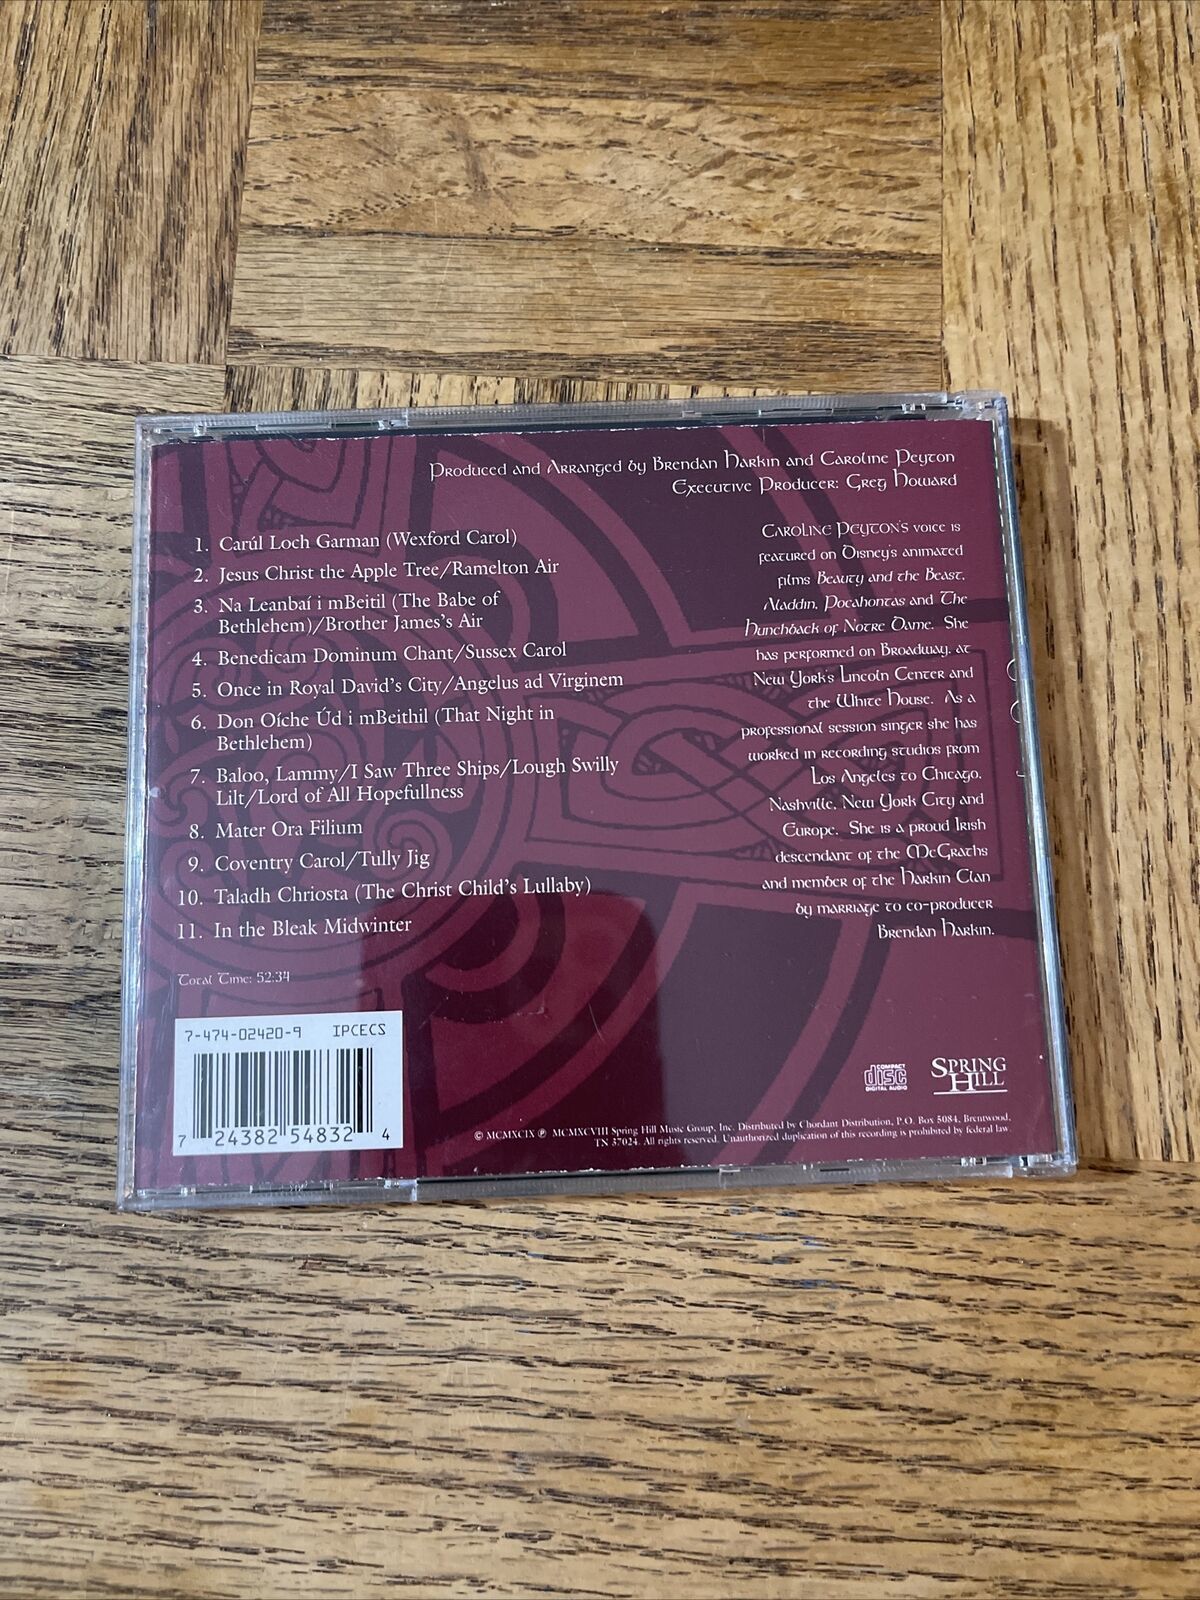 Produced and Arranged by Brendan Harkin and Caroline Peyton
Executive Producer: Greg Howard
1. Carúl Loch Garman (Wexford Carol)
2. Jesus Christ the Apple Tree/Ramelton Air
3. Na Leanbaí i mBeitil (The Babe of
Bethlehem)/Brother James's Air
4. Benedicam Dominum Chant/Sussex Carol
5. Once in Royal David's City/Angelus ad Virginem
6. Don Oíche Úd i mBeithil (That Night in
Bethlehem)
7. Baloo, Lammy/I Saw Three Ships/Lough Swilly
Lilt/Lord of All Hopefullness
8. Mater Ora Filium
9. Coventry Carol/Tully Jig
10. Taladh Chriosta (The Christ Child's Lullaby)
11. In the Bleak Midwinter
Total Time: 52:34
CAROLINE PEYTON'S voice is
featured on Disney's animated
films Beauty and the Beast,
Aladdin, Pocahontas and The
Hunchback of Notre Dame. She
has performed on Broadway, at
New York's Lincoln Center and
the White House. As a
professional session singer she has
worked in recording studios from
Los Angeles to Chicago,
Nashville, New York City and
Europe. She is a proud Irish
descendant of the McGraths
and member of the Harkin Clan
by marriage to co-producer
Brendan Harkin.
7-474-02420-9 IPCECS
7 24382 54832 4
COMPACT
disc
DIGITAL AUDIO
SPRING
HILL
© MCMXCIX ℗ MCMXCVIII Spring Hill Music Group, Inc. Distributed by Chordant Distribution, P.O. Box 5084, Brentwood,
TN 37024. All rights reserved. Unauthorized duplication of this recording is prohibited by federal law.